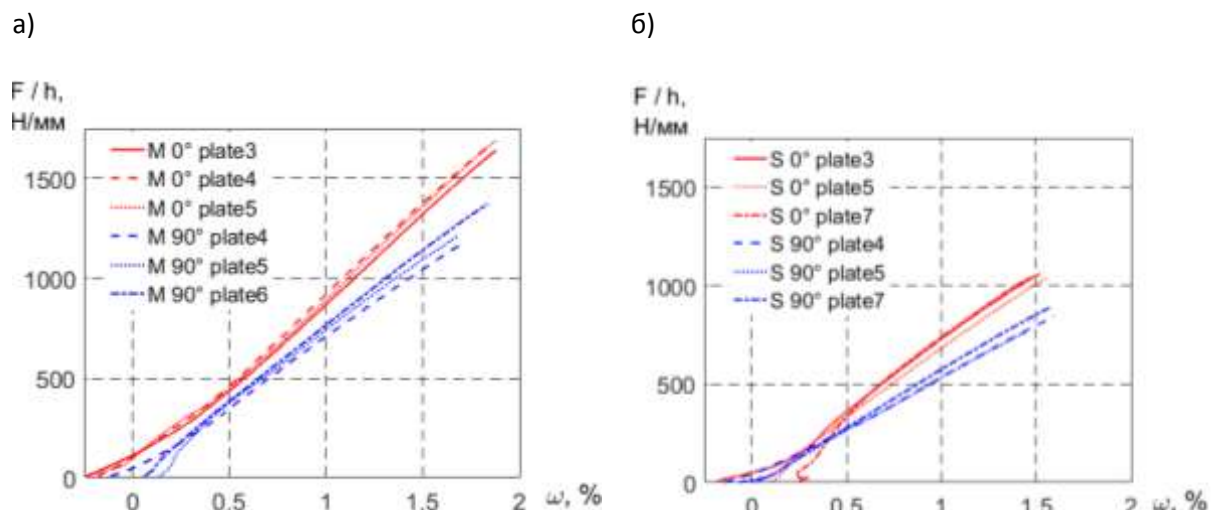 а)
б)
F / h,
Н/мм
M 0° plate3
M 0° plate4
M 0° plate5
M 90° plate4
M 90° plate5
M 90° plate6
1500
1000
500
0
0
0.5
1
1.5
2
ω, %
F / h,
Н/мм
S 0° plate3
S 0° plate5
S 0° plate7
S 90° plate4
S 90° plate5
S 90° plate7
1500
1000
500
0
0
0.5
1
1.5
2
ω, %